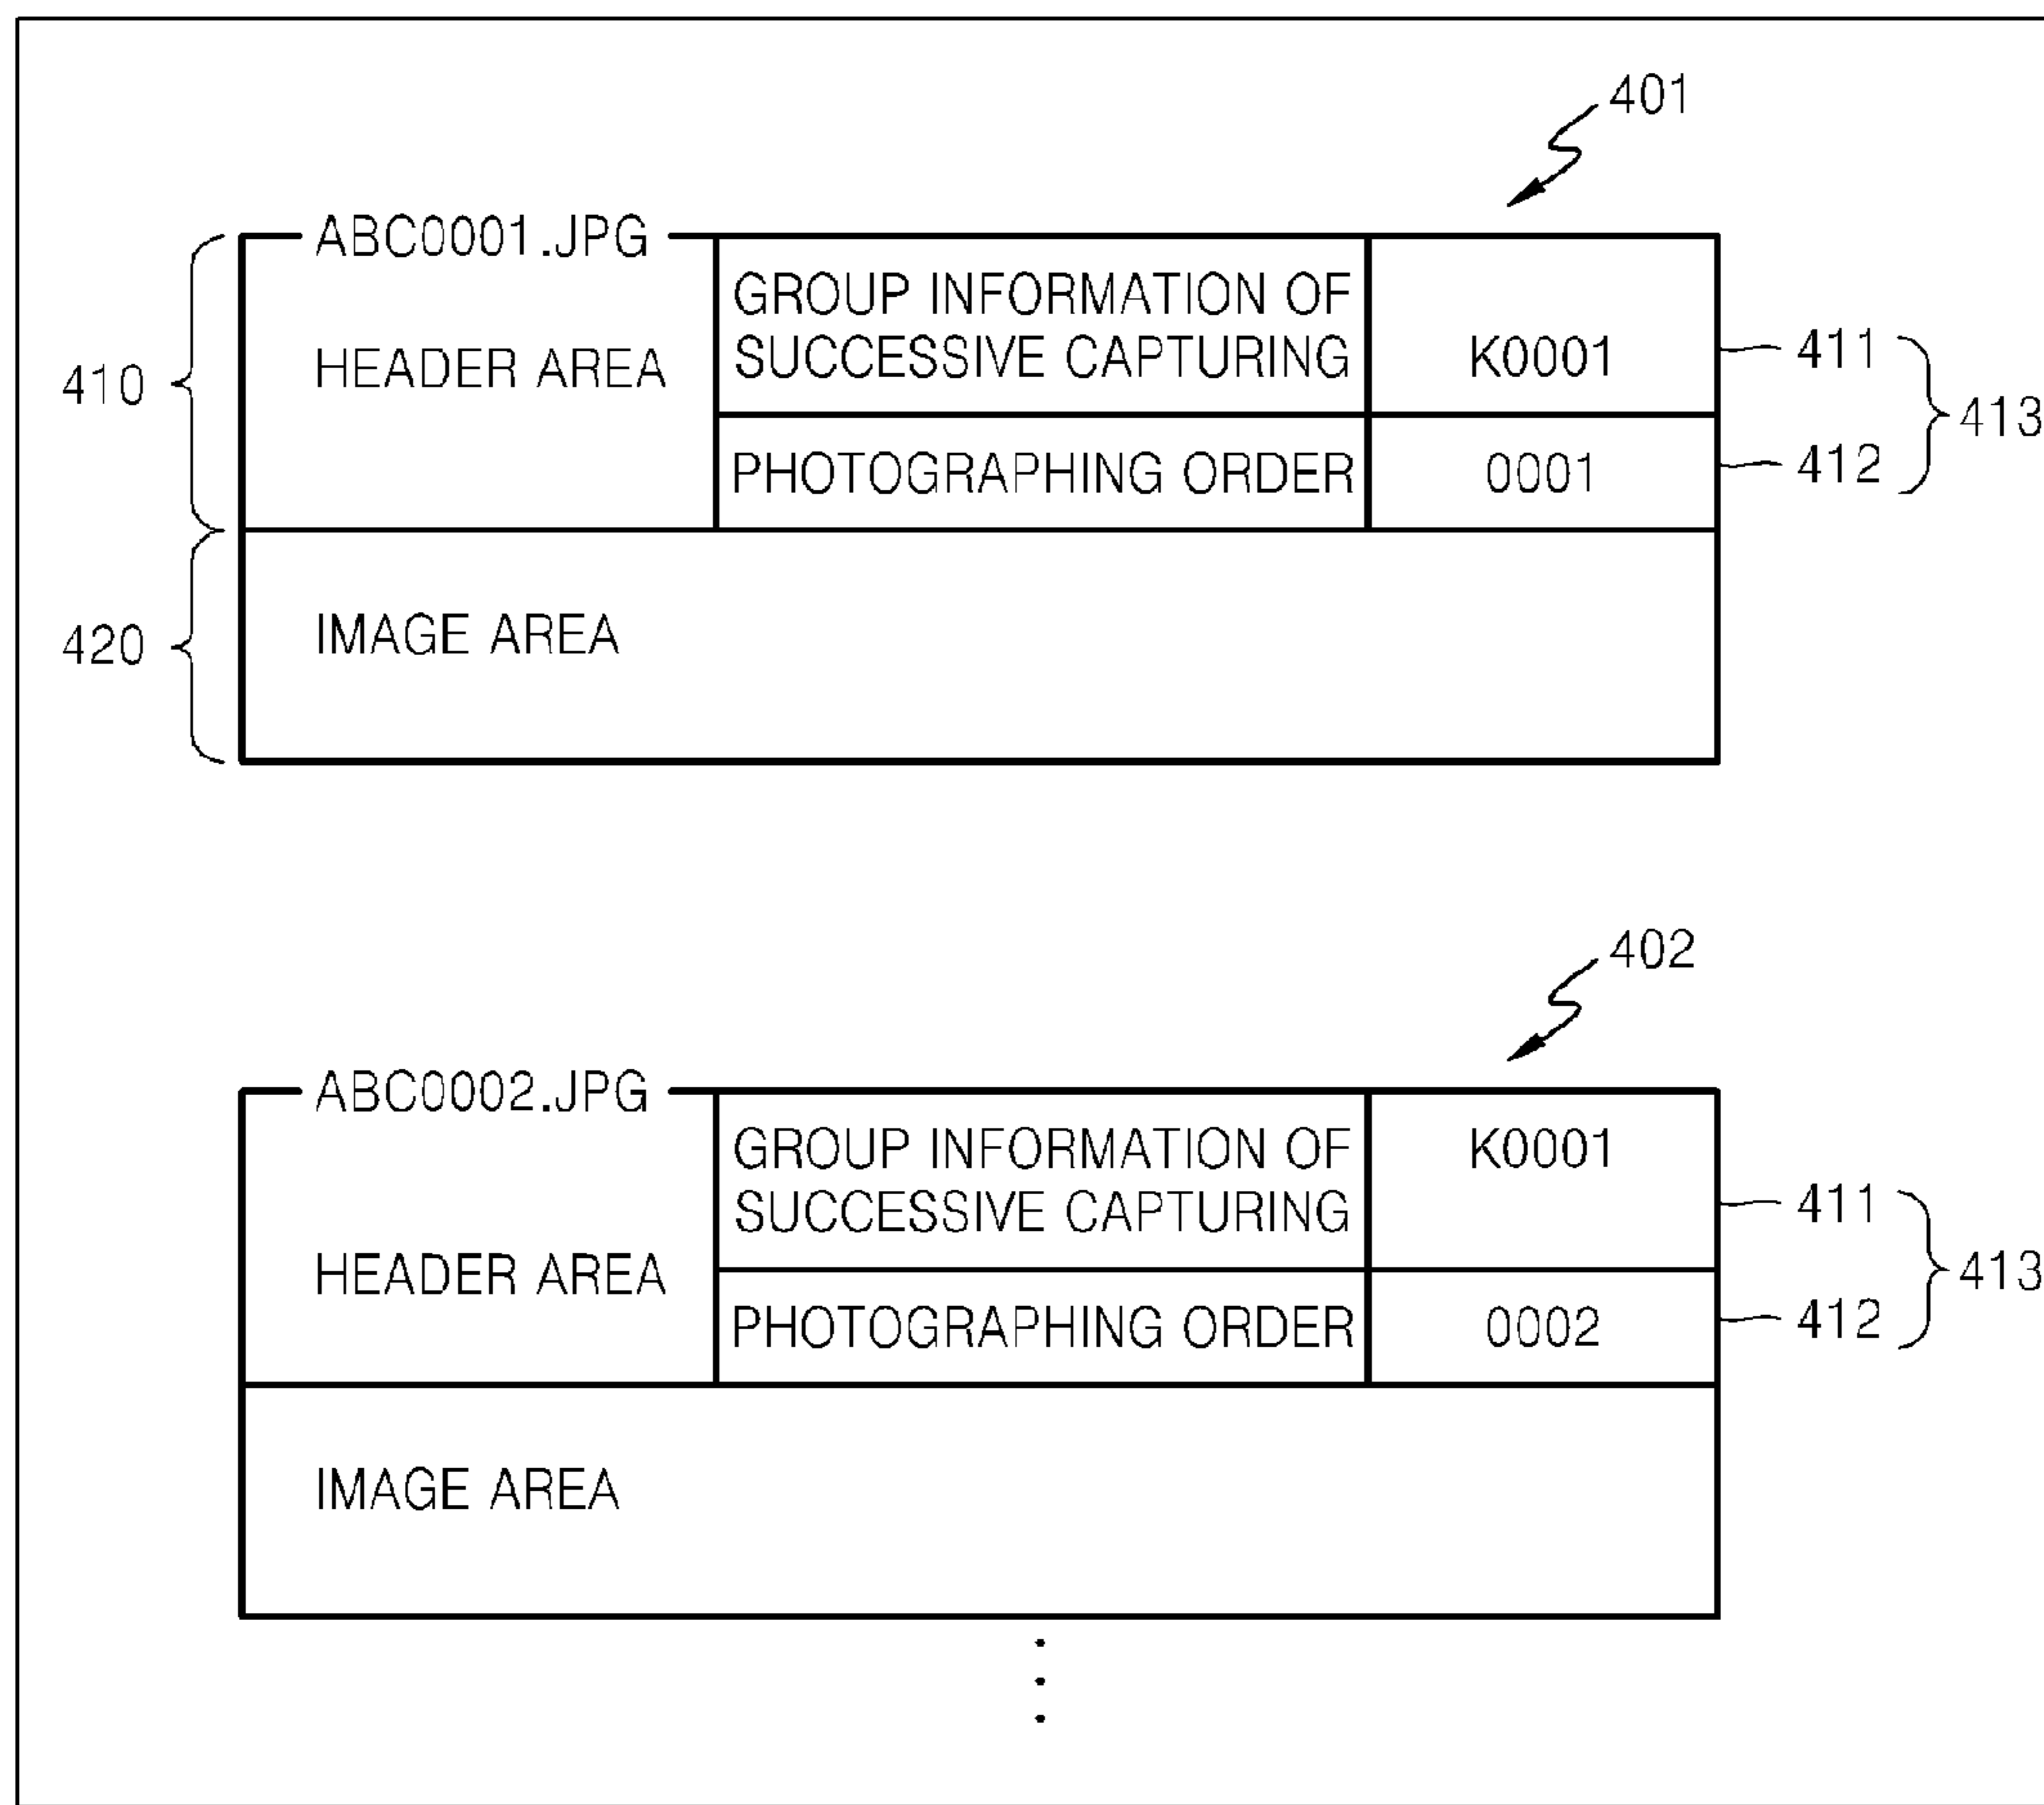 401
ABC0001.JPG
GROUP INFORMATION OF
SUCCESSIVE CAPTURING
K0001
411
410
HEADER AREA
413
PHOTOGRAPHING ORDER
0001
412
420
IMAGE AREA
402
ABC0002.JPG
GROUP INFORMATION OF
SUCCESSIVE CAPTURING
K0001
411
HEADER AREA
413
PHOTOGRAPHING ORDER
0002
412
IMAGE AREA